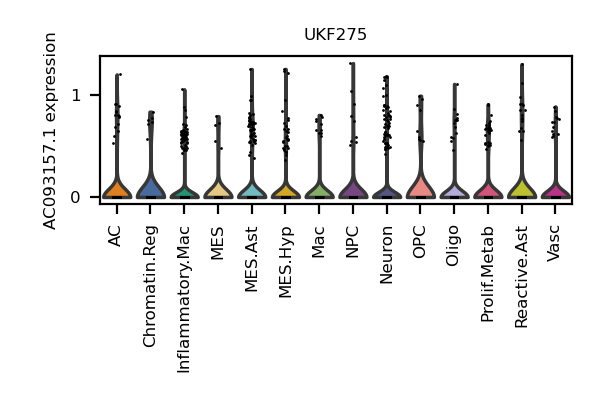 UKF275
AC093157.1 expression
1
0
AC
Chromatin.Reg
Inflammatory.Mac
MES
MES.Ast
MES.Hyp
Mac
NPC
Neuron
OPC
Oligo
Prolif.Metab
Reactive.Ast
Vasc